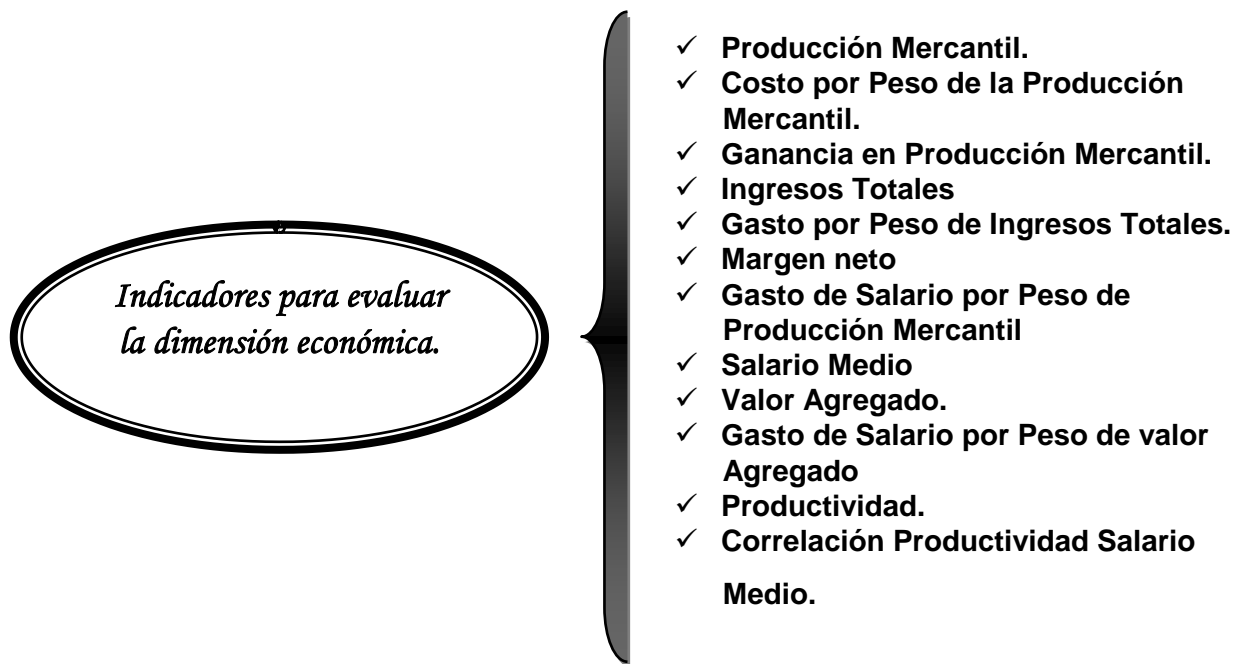 Indicadores para evaluar
la dimensión económica.
✓ Producción Mercantil.
✓ Costo por Peso de la Producción
Mercantil.
✓ Ganancia en Producción Mercantil.
✓ Ingresos Totales
✓ Gasto por Peso de Ingresos Totales.
✓ Margen neto
✓ Gasto de Salario por Peso de
Producción Mercantil
✓ Salario Medio
✓ Valor Agregado.
✓ Gasto de Salario por Peso de valor
Agregado
✓ Productividad.
✓ Correlación Productividad Salario
Medio.